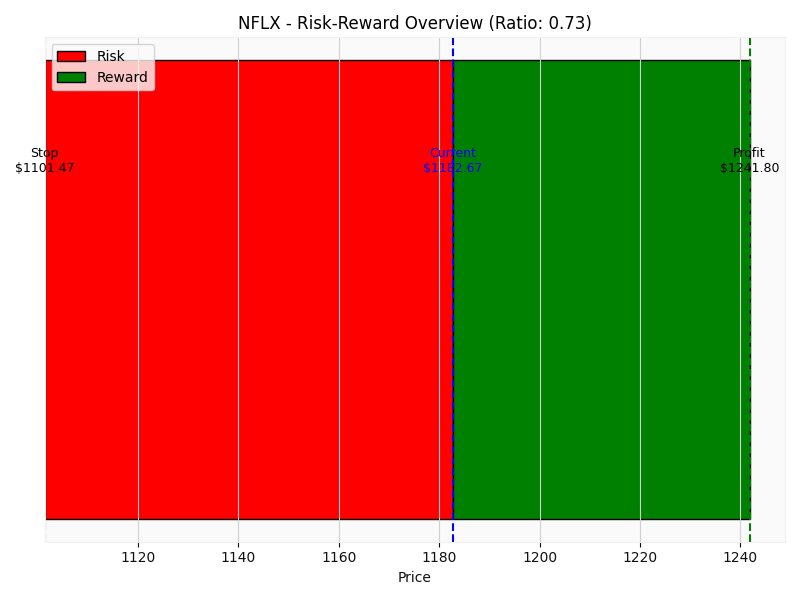 NFLX - Risk-Reward Overview (Ratio: 0.73)
Risk
Reward
Stop
$1101.47
Current
$1182.67
Profit
$1241.80
1120
1140
1160
1180
1200
1220
1240
Price